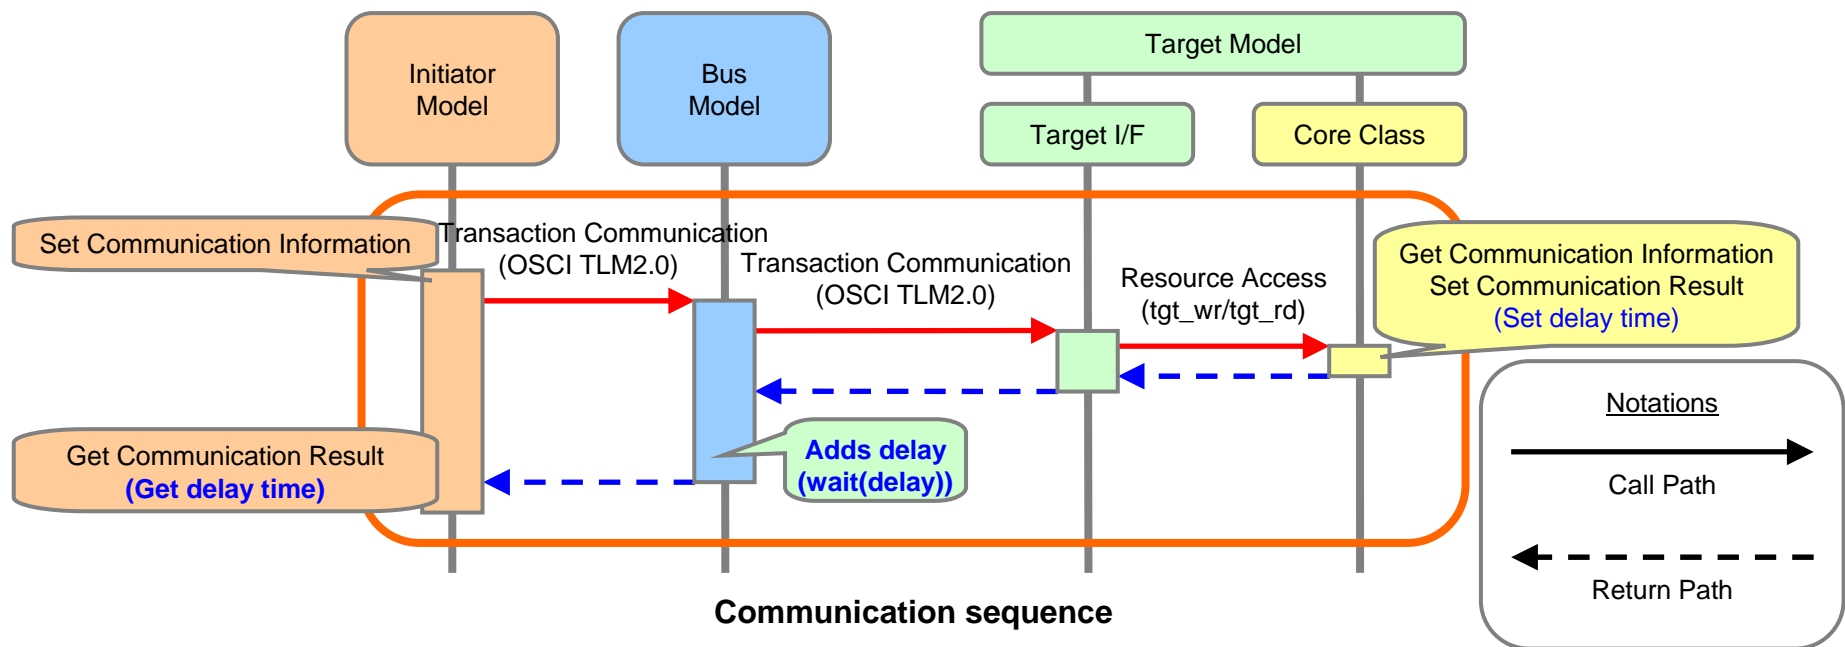 Initiator
Model
Bus
Model
Target Model
Target I/F
Core Class
Set Communication Information
Transaction Communication
(OSCI TLM2.0)
Transaction Communication
(OSCI TLM2.0)
Resource Access
(tgt_wr/tgt_rd)
Get Communication Information
Set Communication Result
(Set delay time)
Get Communication Result
(Get delay time)
Adds delay
(wait(delay))
Notations
Call Path
Return Path
Communication sequence